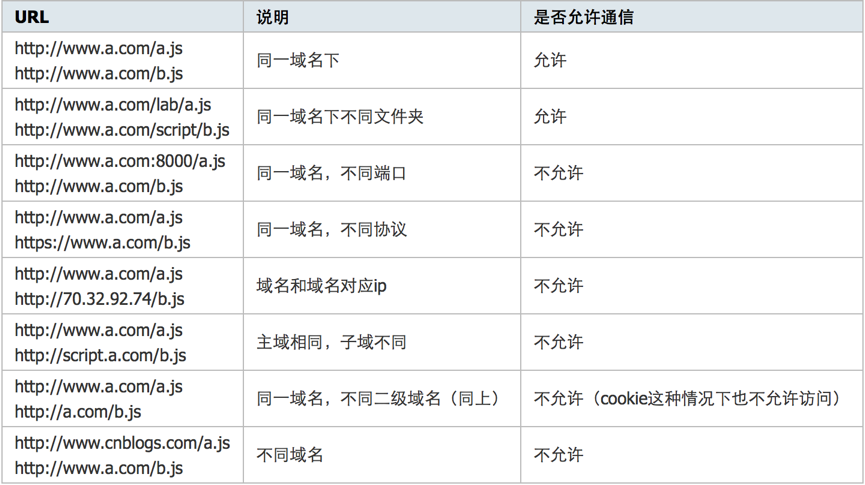 URL 说明 是否允许通信
http://www.a.com/a.js
http://www.a.com/b.js
同一域名下 允许
http://www.a.com/lab/a.js
http://www.a.com/script/b.js
同一域名下不同文件夹 允许
http://www.a.com:8000/a.js
http://www.a.com/b.js
同一域名，不同端口 不允许
http://www.a.com/a.js
https://www.a.com/b.js
同一域名，不同协议 不允许
http://www.a.com/a.js
http://70.32.92.74/b.js
域名和域名对应ip 不允许
http://www.a.com/a.js
http://script.a.com/b.js
主域相同，子域不同 不允许
http://www.a.com/a.js
http://a.com/b.js
同一域名，不同二级域名（同上） 不允许（cookie这种情况下也不允许访问）
http://www.cnblogs.com/a.js
http://www.a.com/b.js
不同域名 不允许